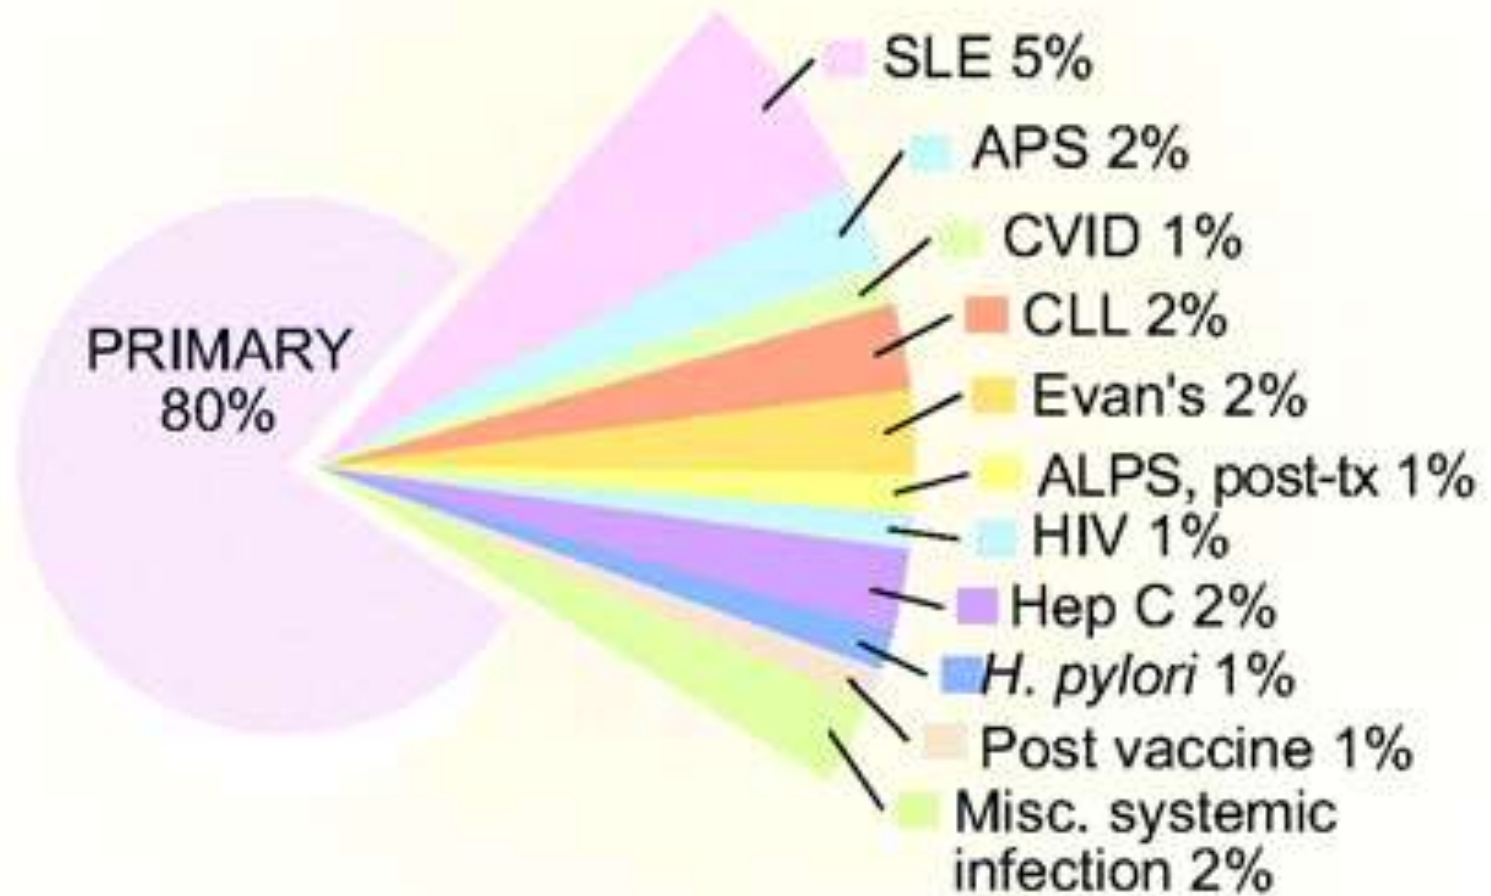 PRIMARY
80%
SLE 5%
APS 2%
CVID 1%
CLL 2%
Evan's 2%
ALPS, post-tx 1%
HIV 1%
Hep C 2%
H. pylori 1%
Post vaccine 1%
Misc. systemic
infection 2%